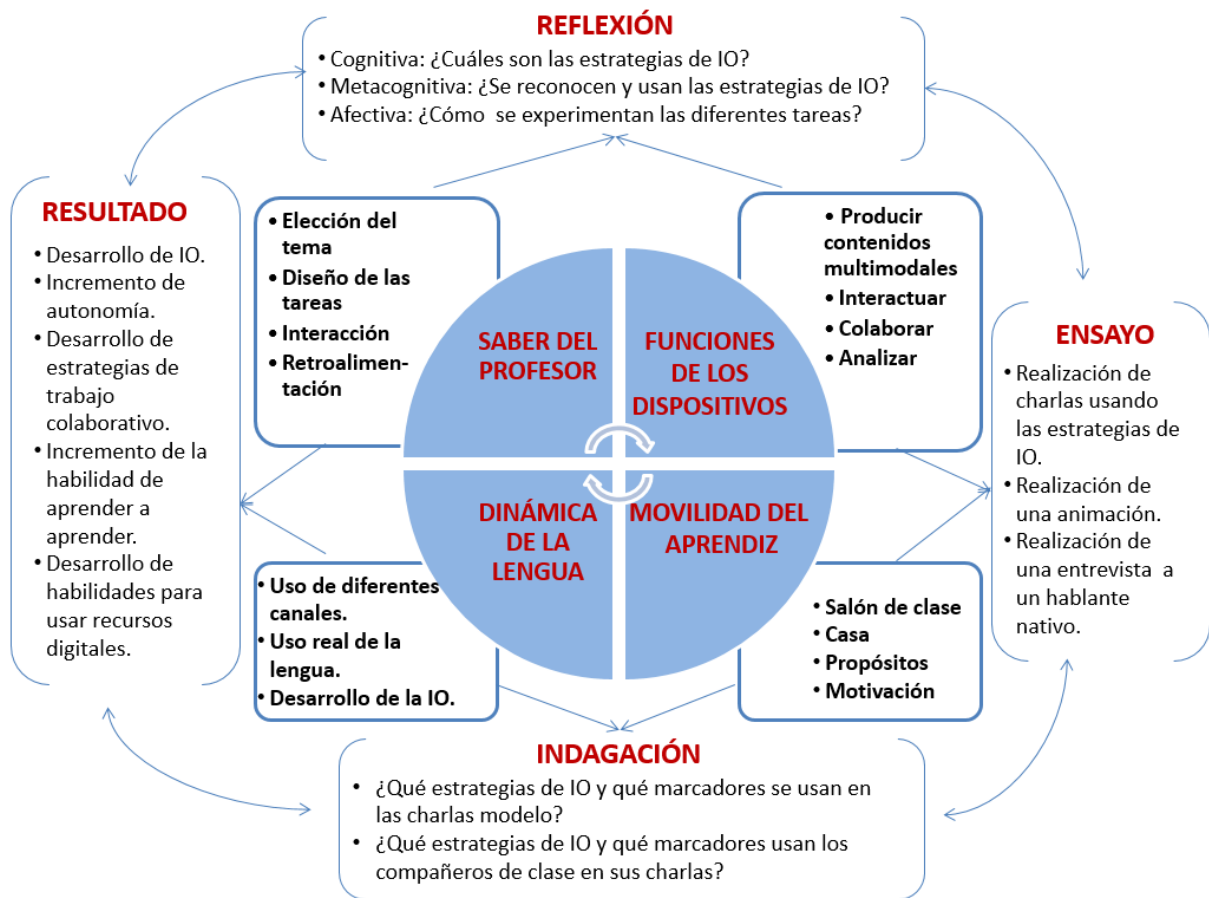 REFLEXIÓN
• Cognitiva: ¿Cuáles son las estrategias de IO?
• Metacognitiva: ¿Se reconocen y usan las estrategias de IO?
• Afectiva: ¿Cómo se experimentan las diferentes tareas?
RESULTADO
• Desarrollo de IO.
• Incremento de
autonomía.
• Desarrollo de
estrategias de
trabajo
colaborativo.
• Incremento de la
habilidad de
aprender a
aprender.
• Desarrollo de
habilidades para
usar recursos
digitales.
• Elección del
tema
• Diseño de las
tareas
• Interacción
• Retroalimen-
tación
SABER DEL
PROFESOR
FUNCIONES
DE LOS
DISPOSITIVOS
• Producir
contenidos
multimodales
• Interactuar
• Colaborar
• Analizar
ENSAYO
• Realización de
charlas usando
las estrategias de
IO.
• Realización de
una animación.
• Realización de
una entrevista a
un hablante
nativo.
DINÁMICA
DE LA
LENGUA
MOVILIDAD DEL
APRENDIZ
• Uso de diferentes
canales.
• Uso real de la
lengua.
• Desarrollo de la IO.
• Salón de clase
• Casa
• Propósitos
• Motivación
INDAGACIÓN
• ¿Qué estrategias de IO y qué marcadores se usan en
las charlas modelo?
• ¿Qué estrategias de IO y qué marcadores usan los
compañeros de clase en sus charlas?